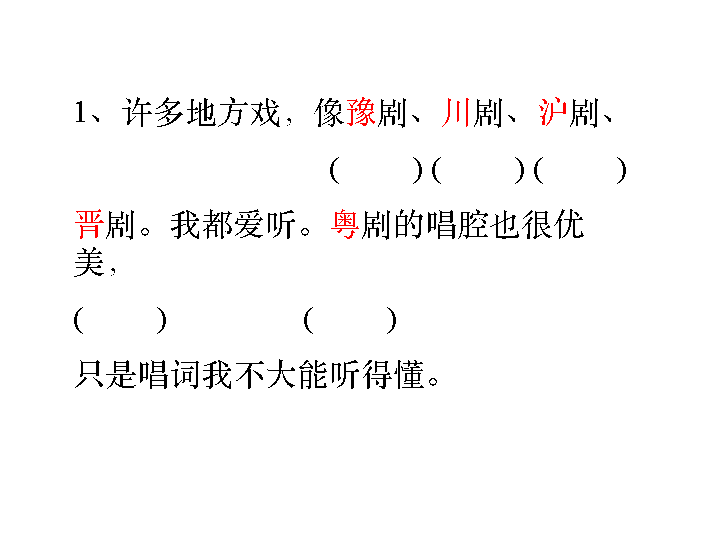 1、许多地方戏，像豫剧、川剧、沪剧、
(　　) (　　) (　　)
晋剧。我都爱听。粤剧的唱腔也很优
美，
(　　)　　　　(　　)
只是唱词我不大能听得懂。